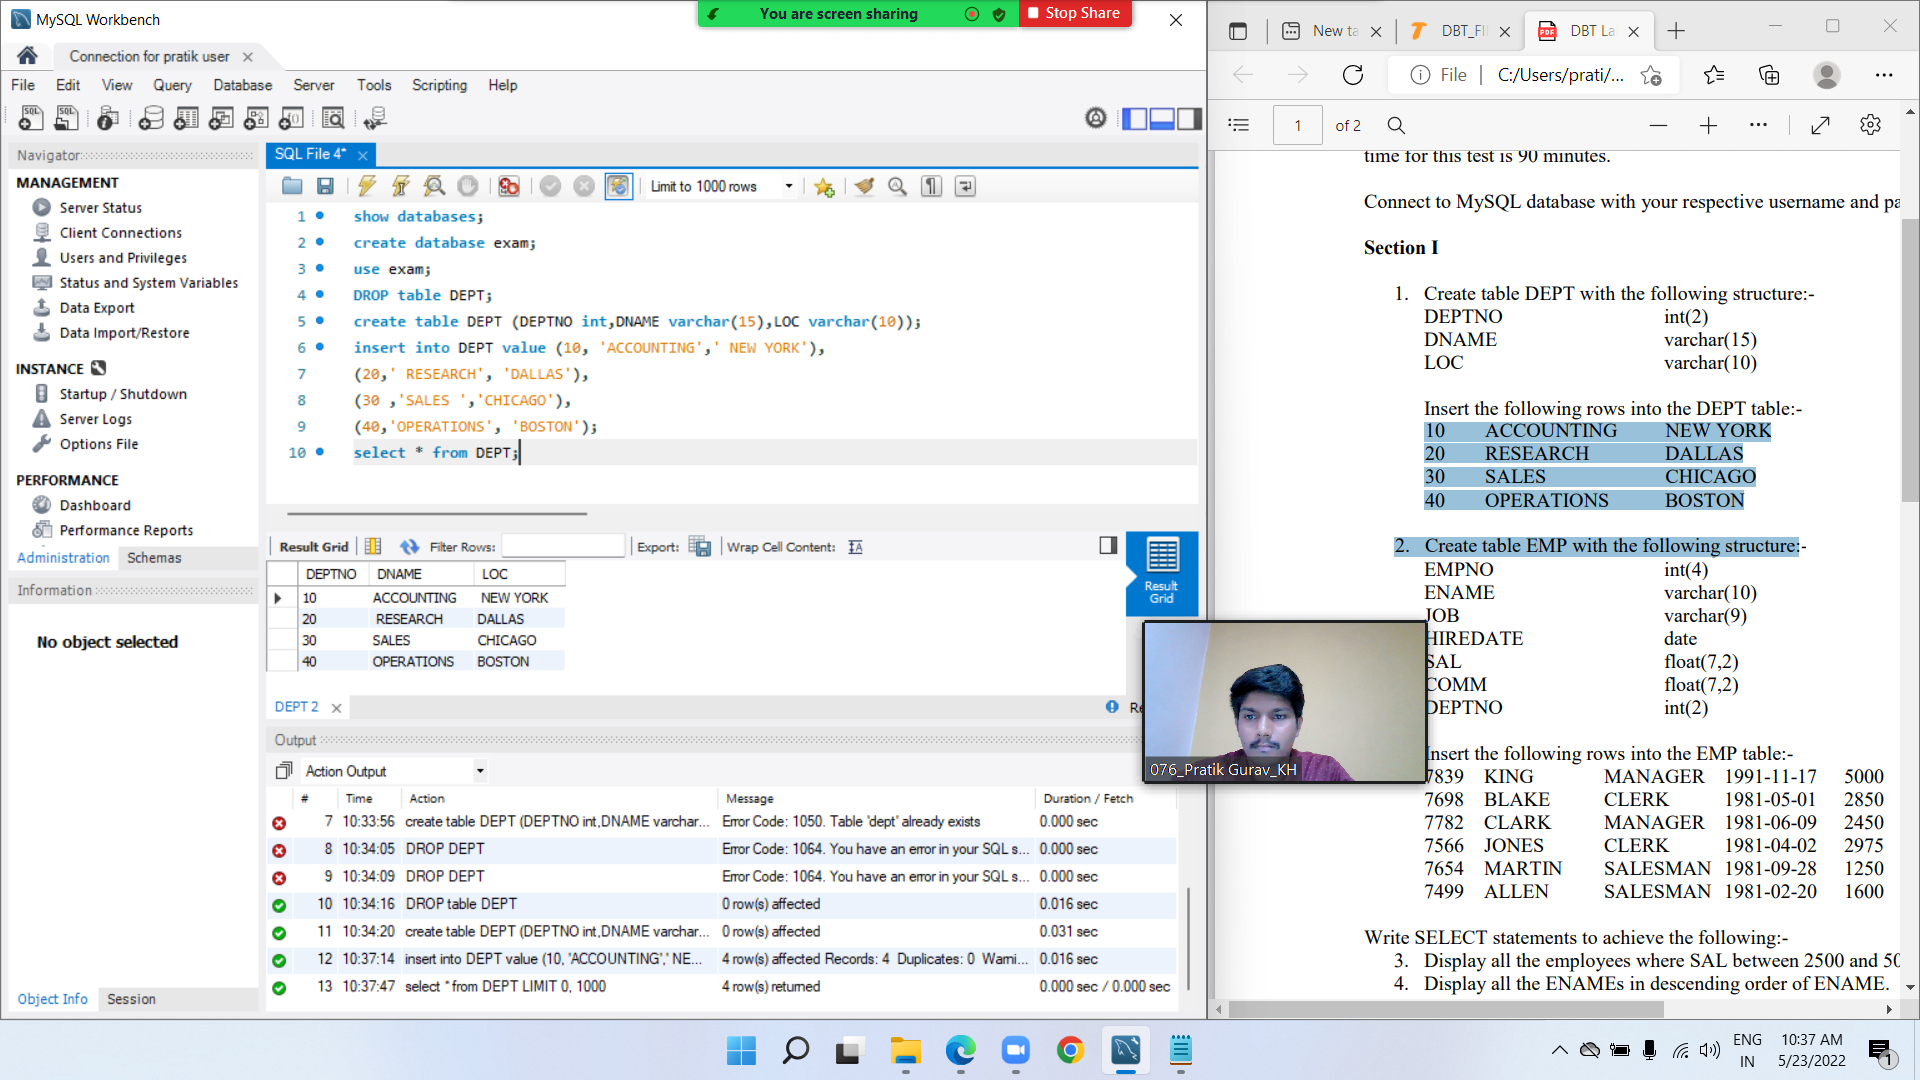 MySQL Workbench
You are screen sharing
Stop Share
Connection for pratik user
File Edit View Query Database Server Tools Scripting Help
Navigator
MANAGEMENT
Server Status
Client Connections
Users and Privileges
Status and System Variables
Data Export
Data Import/Restore
INSTANCE
Startup / Shutdown
Server Logs
Options File
PERFORMANCE
Dashboard
Performance Reports
Administration Schemas
Information
No object selected
Object Info Session
SQL File 4*
Limit to 1000 rows
1 show databases;
2 create database exam;
3 use exam;
4 DROP table DEPT;
5 create table DEPT (DEPTNO int,DNAME varchar(15),LOC varchar(10));
6 insert into DEPT value (10, 'ACCOUNTING',' NEW YORK'),
7 (20,' RESEARCH', 'DALLAS'),
8 (30 ,'SALES ','CHICAGO'),
9 (40,'OPERATIONS', 'BOSTON');
10 select * from DEPT;
Result Grid Filter Rows: Export: Wrap Cell Content:
DEPTNO DNAME LOC
10 ACCOUNTING NEW YORK
20 RESEARCH DALLAS
30 SALES CHICAGO
40 OPERATIONS BOSTON
Result
Grid
DEPT 2
Re
Output
Action Output
# Time Action Message Duration / Fetch
7 10:33:56 create table DEPT (DEPTNO int,DNAME varchar... Error Code: 1050. Table 'dept' already exists 0.000 sec
8 10:34:05 DROP DEPT Error Code: 1064. You have an error in your SQL s... 0.000 sec
9 10:34:09 DROP DEPT Error Code: 1064. You have an error in your SQL s... 0.000 sec
10 10:34:16 DROP table DEPT 0 row(s) affected 0.016 sec
11 10:34:20 create table DEPT (DEPTNO int,DNAME varchar... 0 row(s) affected 0.031 sec
12 10:37:14 insert into DEPT value (10, 'ACCOUNTING',' NE... 4 row(s) affected Records: 4 Duplicates: 0 Warni... 0.016 sec
13 10:37:47 select * from DEPT LIMIT 0, 1000 4 row(s) returned 0.000 sec / 0.000 sec
New ta
DBT_FI
DBT La
File C:/Users/prati/...
1 of 2
time for this test is 90 minutes.
Connect to MySQL database with your respective username and pa
Section I
1. Create table DEPT with the following structure:-
DEPTNO int(2)
DNAME varchar(15)
LOC varchar(10)
Insert the following rows into the DEPT table:-
10 ACCOUNTING NEW YORK
20 RESEARCH DALLAS
30 SALES CHICAGO
40 OPERATIONS BOSTON
2. Create table EMP with the following structure:-
EMPNO int(4)
ENAME varchar(10)
JOB varchar(9)
HIREDATE date
SAL float(7,2)
COMM float(7,2)
DEPTNO int(2)
Insert the following rows into the EMP table:-
7839 KING MANAGER 1991-11-17 5000
7698 BLAKE CLERK 1981-05-01 2850
7782 CLARK MANAGER 1981-06-09 2450
7566 JONES CLERK 1981-04-02 2975
7654 MARTIN SALESMAN 1981-09-28 1250
7499 ALLEN SALESMAN 1981-02-20 1600
Write SELECT statements to achieve the following:-
3. Display all the employees where SAL between 2500 and 50
4. Display all the ENAMEs in descending order of ENAME.
076_Pratik Gurav_KH
ENG
IN
10:37 AM
5/23/2022
1